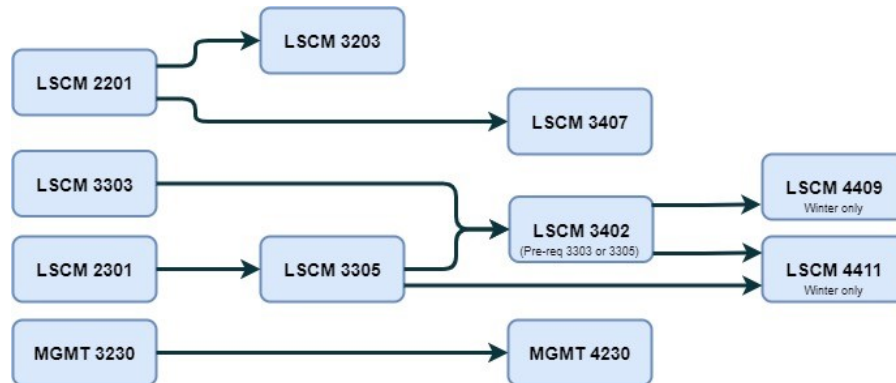 LSCM 3203
LSCM 2201
LSCM 3407
LSCM 3303
LSCM 4409
Winter only
LSCM 3402
(Pre-req 3303 or 3305)
LSCM 2301
LSCM 3305
LSCM 4411
Winter only
MGMT 3230
MGMT 4230